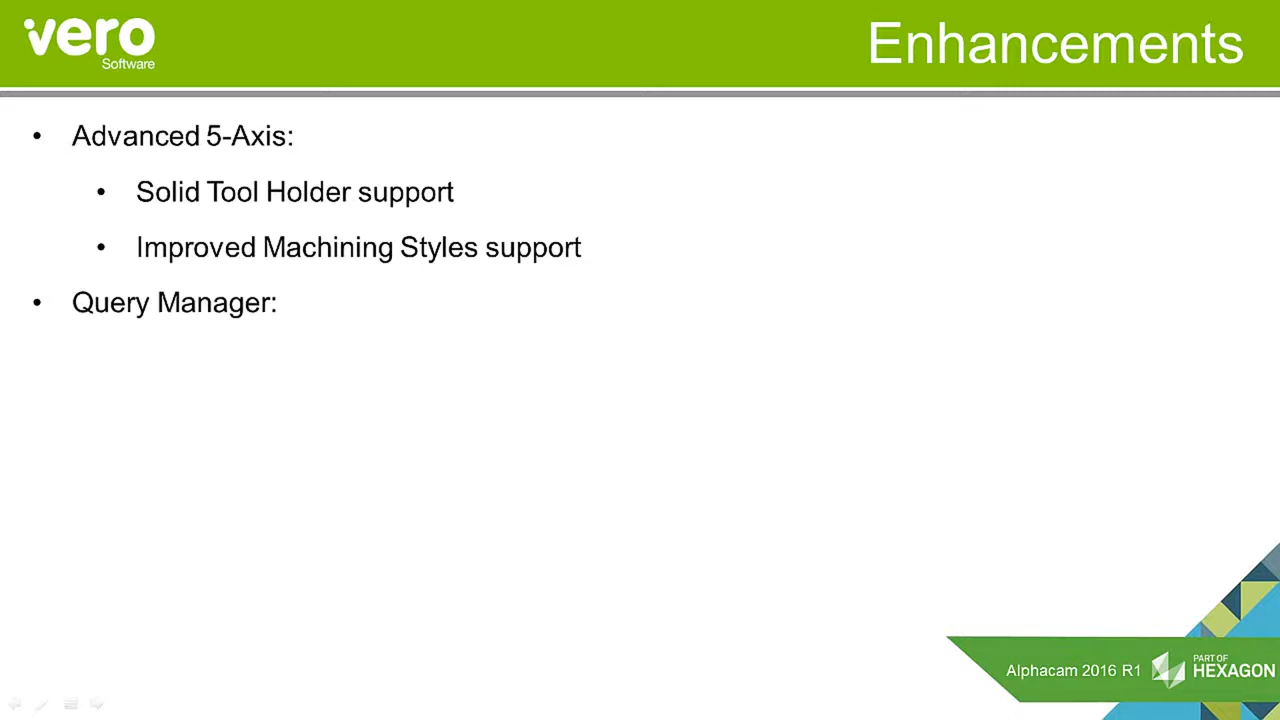 vero
Software
Enhancements
• Advanced 5-Axis:
• Solid Tool Holder support
• Improved Machining Styles support
• Query Manager:
Alphacam 2016 R1
PART OF
HEXAGON